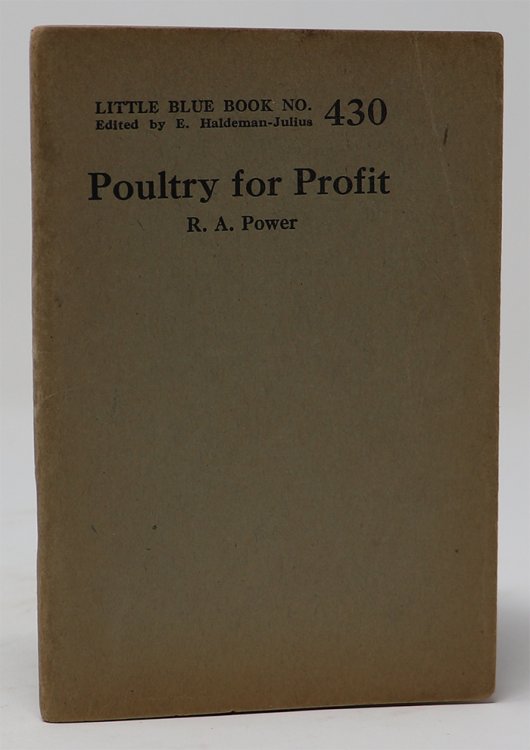 LITTLE BLUE BOOK NO. 430
Edited by E. Haldeman-Julius
Poultry for Profit
R. A. Power